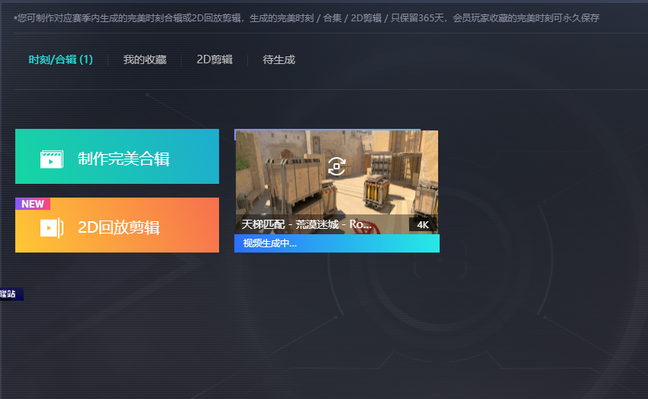 *您可制作对应赛季内生成的完美时刻合辑或2D回放剪辑，生成的完美时刻 / 合集 / 2D剪辑 / 只保留365天，会员玩家收藏的完美时刻可永久保存
时刻/合辑 (1)
我的收藏
2D剪辑
待生成
制作完美合辑
NEW
2D回放剪辑
天梯匹配 - 荒漠迷城 - Ro...
4K
视频生成中...